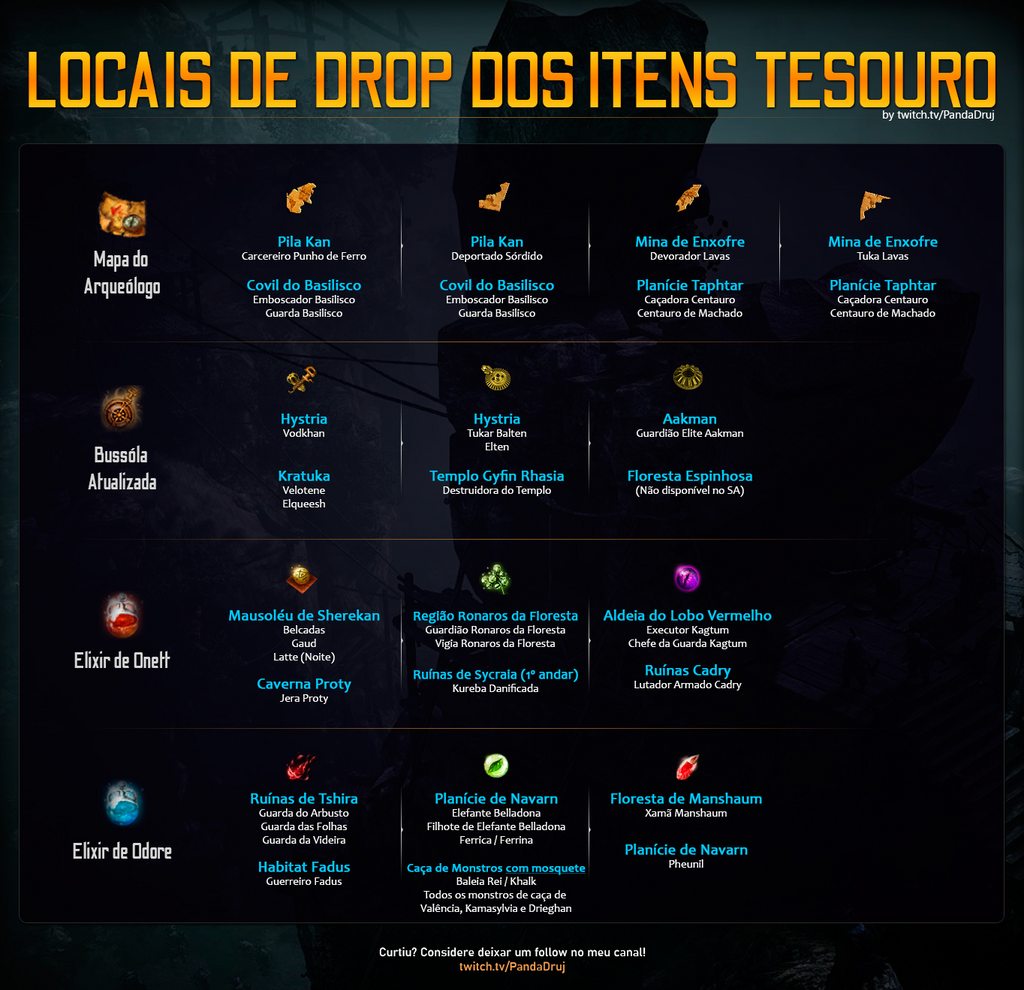 LOCAIS DE DROP DOS ITENS TESOURO
by twitch.tv/PandaDruj
Mapa do
Arqueólogo
Pila Kan
Carcereiro Punho de Ferro
Covil do Basilisco
Emboscador Basilisco
Guarda Basilisco
Pila Kan
Deportado Sórdido
Covil do Basilisco
Emboscador Basilisco
Guarda Basilisco
Mina de Enxofre
Devorador Lavas
Planície Taphtar
Caçadora Centauro
Centauro de Machado
Mina de Enxofre
Tuka Lavas
Planície Taphtar
Caçadora Centauro
Centauro de Machado
Bussóla
Atualizada
Hystria
Vodkhan
Kratuka
Velotene
Elqueesh
Hystria
Tukar Balten
Elten
Templo Gyfin Rhasia
Destruidora do Templo
Aakman
Guardião Elite Aakman
Floresta Espinhosa
(Não disponível no SA)
Elixir de Onett
Mausoléu de Sherekan
Belcadas
Gaud
Latte (Noite)
Caverna Proty
Jera Proty
Região Ronaros da Floresta
Guardião Ronaros da Floresta
Vigia Ronaros da Floresta
Ruínas de Sycraia (1º andar)
Kureba Danificada
Aldeia do Lobo Vermelho
Executor Kagtum
Chefe da Guarda Kagtum
Ruínas Cadry
Lutador Armado Cadry
Elixir de Odore
Ruínas de Tshira
Guarda do Arbusto
Guarda das Folhas
Guarda da Videira
Habitat Fadus
Guerreiro Fadus
Planície de Navarn
Elefante Belladona
Filhote de Elefante Belladona
Ferrica / Ferrina
Caça de Monstros com mosquete
Baleia Rei / Khalk
Todos os monstros de caça de
Valência, Kamasylvia e Drieghan
Floresta de Manshaum
Xamã Manshaum
Planície de Navarn
Pheunil
Curtiu? Considere deixar um follow no meu canal!
twitch.tv/PandaDruj